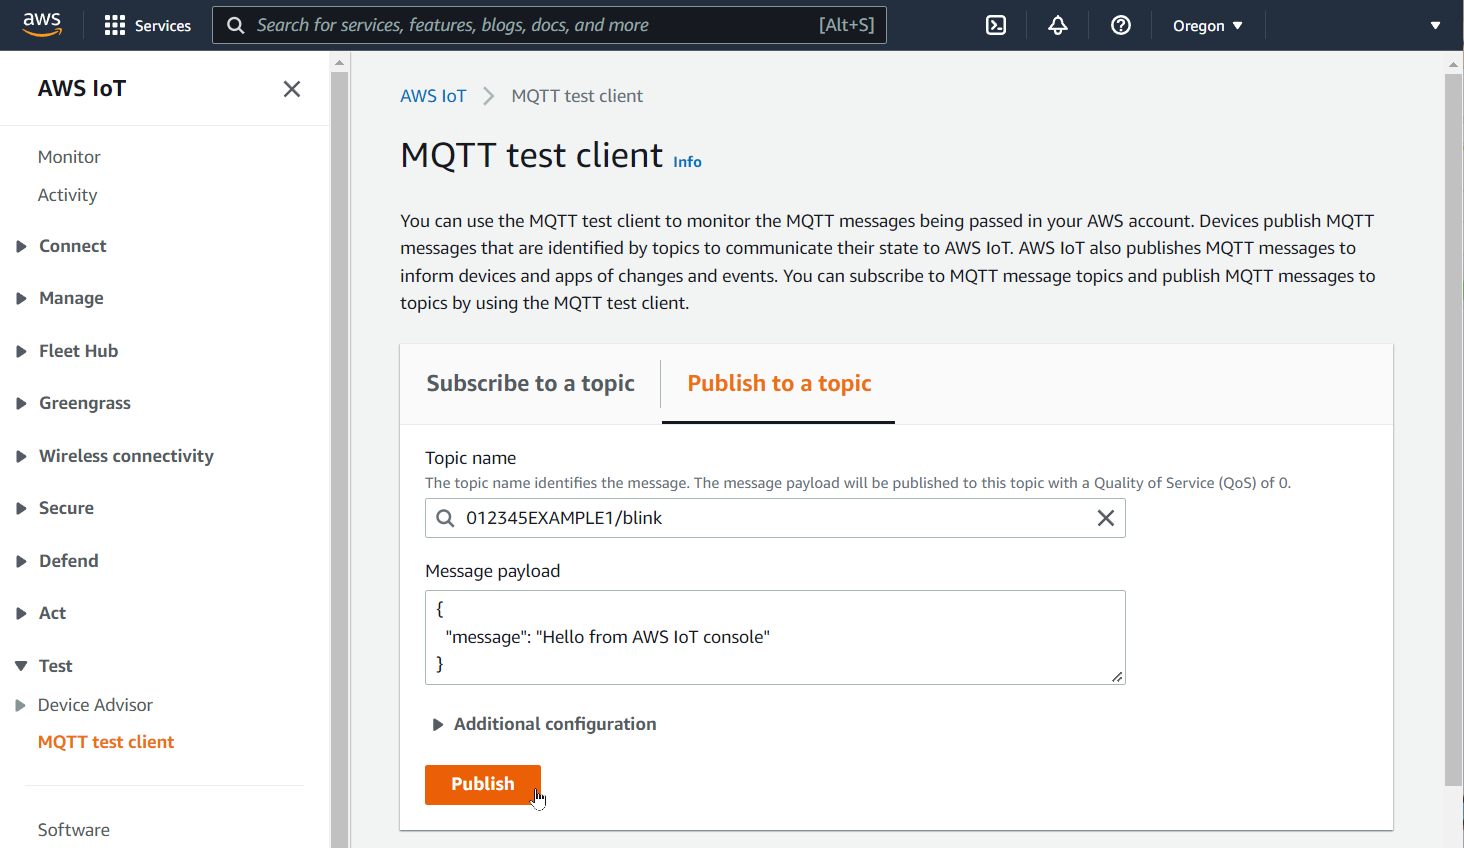 aws
Services
Search for services, features, blogs, docs, and more
[Alt+S]
Oregon
AWS IoT
Monitor
Activity
Connect
Manage
Fleet Hub
Greengrass
Wireless connectivity
Secure
Defend
Act
Test
Device Advisor
MQTT test client
Software
AWS IoT
MQTT test client
MQTT test client Info
You can use the MQTT test client to monitor the MQTT messages being passed in your AWS account. Devices publish MQTT
messages that are identified by topics to communicate their state to AWS IoT. AWS IoT also publishes MQTT messages to
inform devices and apps of changes and events. You can subscribe to MQTT message topics and publish MQTT messages to
topics by using the MQTT test client.
Subscribe to a topic
Publish to a topic
Topic name
The topic name identifies the message. The message payload will be published to this topic with a Quality of Service (QoS) of 0.
012345EXAMPLE1/blink
Message payload
{
"message": "Hello from AWS IoT console"
}
Additional configuration
Publish